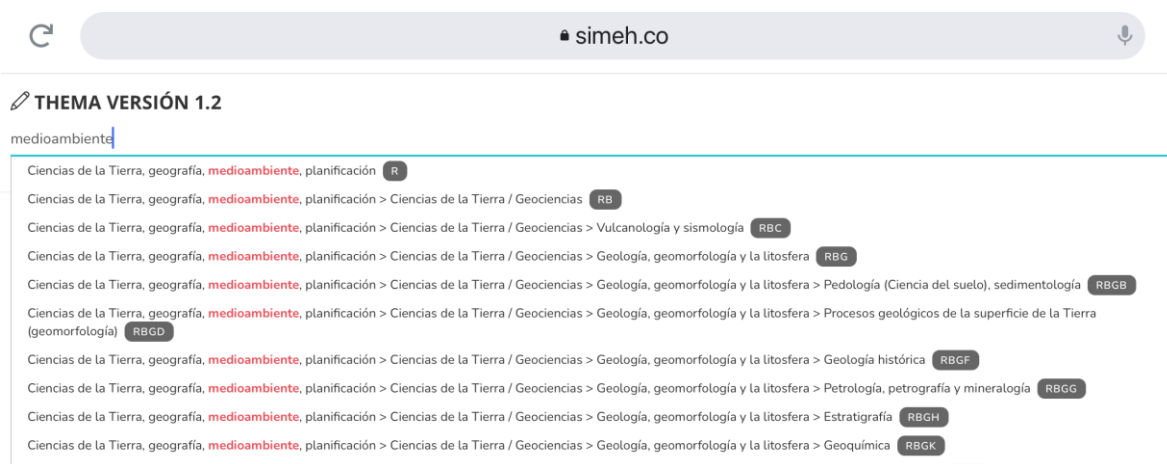 simeh.co
THEMA VERSIÓN 1.2
medioambiente
Ciencias de la Tierra, geografía, medioambiente, planificación R
Ciencias de la Tierra, geografía, medioambiente, planificación > Ciencias de la Tierra / Geociencias RB
Ciencias de la Tierra, geografía, medioambiente, planificación > Ciencias de la Tierra / Geociencias > Vulcanología y sismología RBC
Ciencias de la Tierra, geografía, medioambiente, planificación > Ciencias de la Tierra / Geociencias > Geología, geomorfología y la litosfera RBG
Ciencias de la Tierra, geografía, medioambiente, planificación > Ciencias de la Tierra / Geociencias > Geología, geomorfología y la litosfera > Pedología (Ciencia del suelo), sedimentología RBGB
Ciencias de la Tierra, geografía, medioambiente, planificación > Ciencias de la Tierra / Geociencias > Geología, geomorfología y la litosfera > Procesos geológicos de la superficie de la Tierra
(geomorfología) RBGD
Ciencias de la Tierra, geografía, medioambiente, planificación > Ciencias de la Tierra / Geociencias > Geología, geomorfología y la litosfera > Geología histórica RBGF
Ciencias de la Tierra, geografía, medioambiente, planificación > Ciencias de la Tierra / Geociencias > Geología, geomorfología y la litosfera > Petrología, petrografía y mineralogía RBGG
Ciencias de la Tierra, geografía, medioambiente, planificación > Ciencias de la Tierra / Geociencias > Geología, geomorfología y la litosfera > Estratigrafía RBGH
Ciencias de la Tierra, geografía, medioambiente, planificación > Ciencias de la Tierra / Geociencias > Geología, geomorfología y la litosfera > Geoquímica RBGK